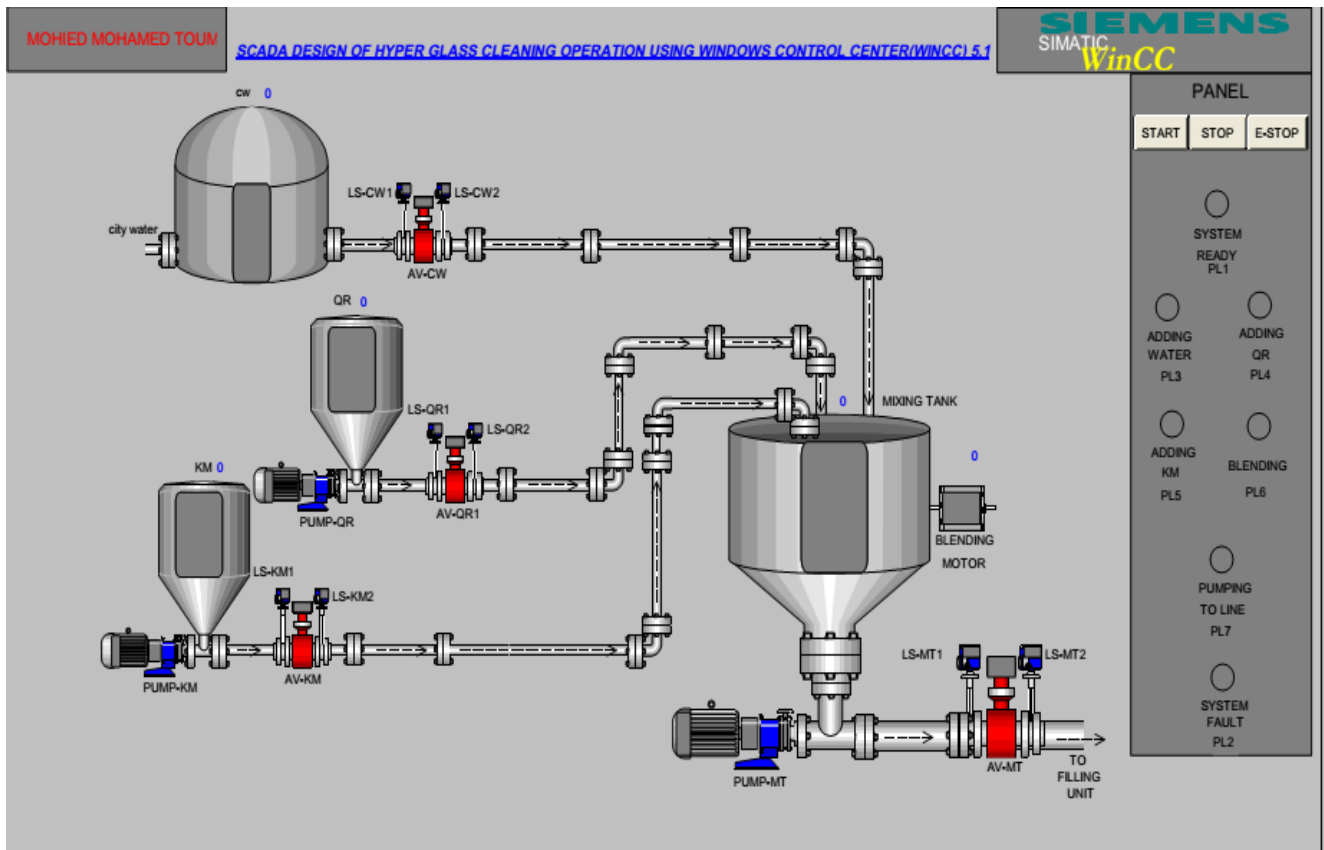 MOHIED MOHAMED TOUM
SCADA DESIGN OF HYPER GLASS CLEANING OPERATION USING WINDOWS CONTROL CENTER(WINCC) 5.1
SIEMENS
SIMATIC
WinCC
PANEL
START STOP E-STOP
SYSTEM
READY
PL1
ADDING
WATER
PL3
ADDING
QR
PL4
ADDING
KM
PL5
BLENDING
PL6
PUMPING
TO LINE
PL7
SYSTEM
FAULT
PL2
CW 0
city water
LS-CW1
LS-CW2
AV-CW
QR 0
LS-QR1
LS-QR2
PUMP-QR
AV-QR1
KM 0
LS-KM1
LS-KM2
PUMP-KM
AV-KM
0
MIXING TANK
0
BLENDING
MOTOR
LS-MT1
LS-MT2
PUMP-MT
AV-MT
TO
FILLING
UNIT